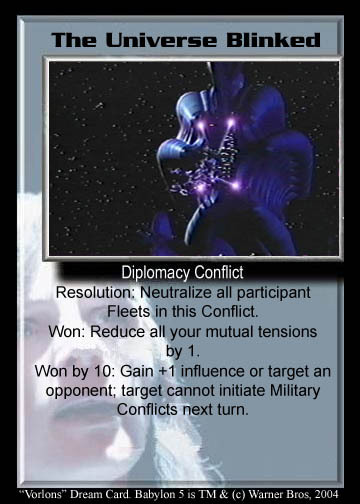 The Universe Blinked
Diplomacy Conflict
Resolution: Neutralize all participant
Fleets in this Conflict.
Won: Reduce all your mutual tensions
by 1.
Won by 10: Gain +1 influence or target an
opponent; target cannot initiate Military
Conflicts next turn.
“Vorlons” Dream Card. Babylon 5 is TM & (c) Warner Bros, 2004